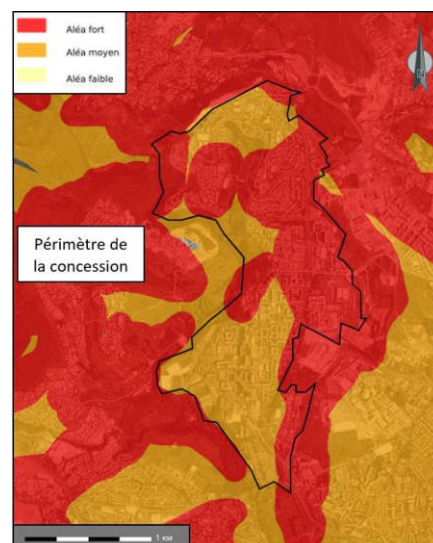 Aléa fort
Aléa moyen
Aléa faible
N
Périmètre de
la concession
1 KM